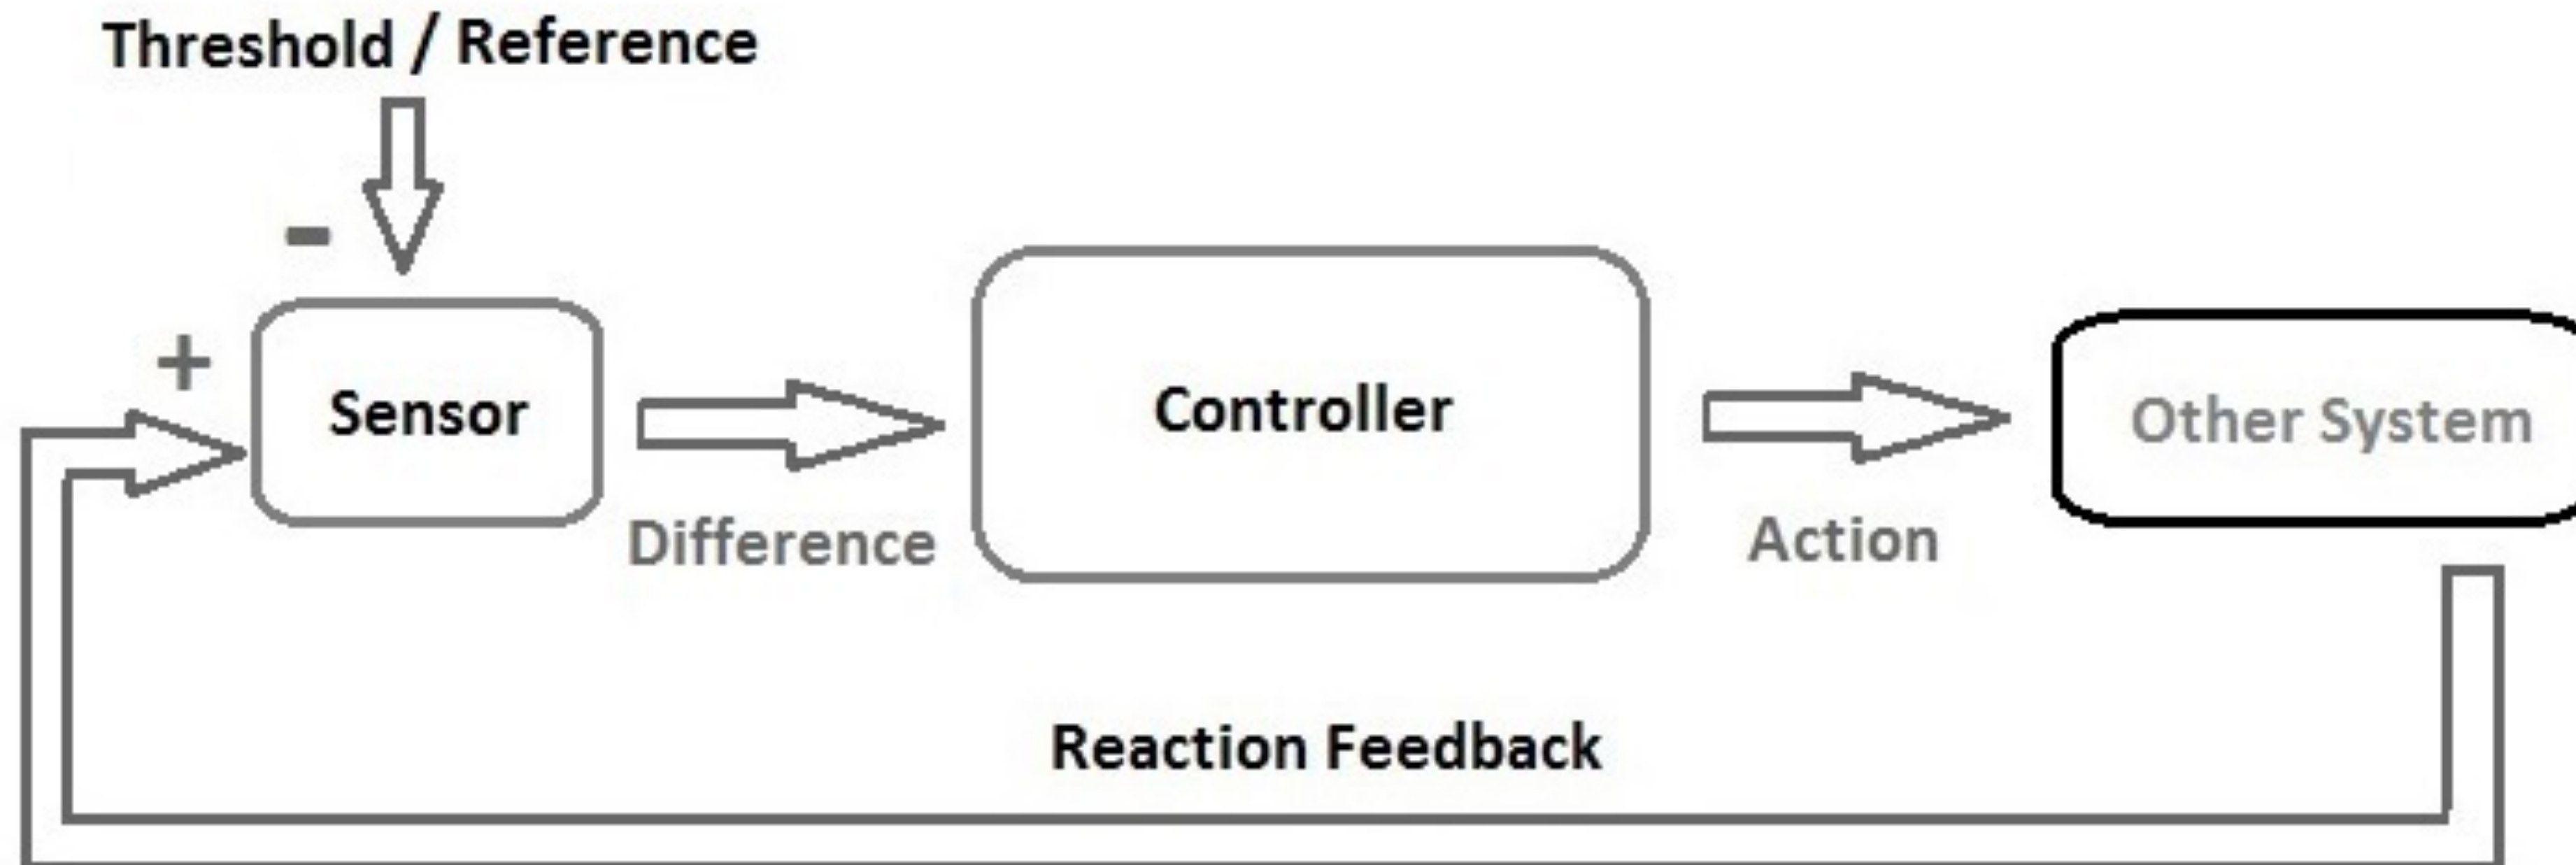 Threshold / Reference
-
+
Sensor
Difference
Controller
Action
Other System
Reaction Feedback